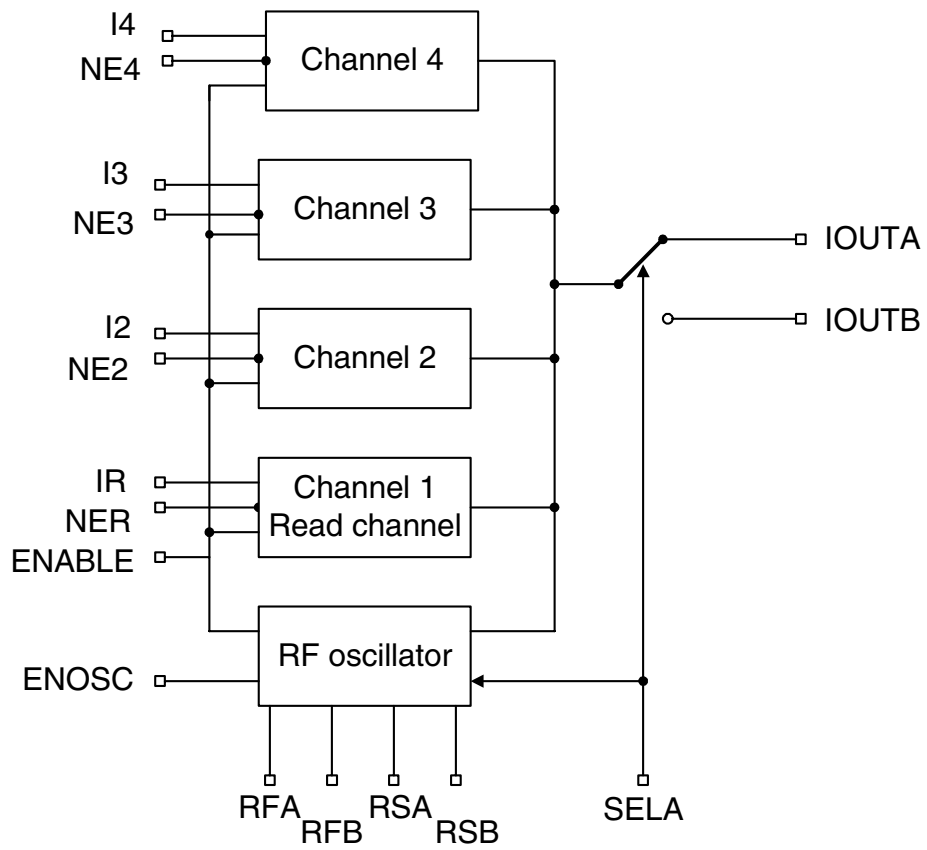 I4
NE4
Channel 4
I3
NE3
Channel 3
IOUTA
IOUTB
I2
NE2
Channel 2
IR
NER
ENABLE
Channel 1
Read channel
RF oscillator
ENOSC
RFA
RFB
RSA
RSB
SELA